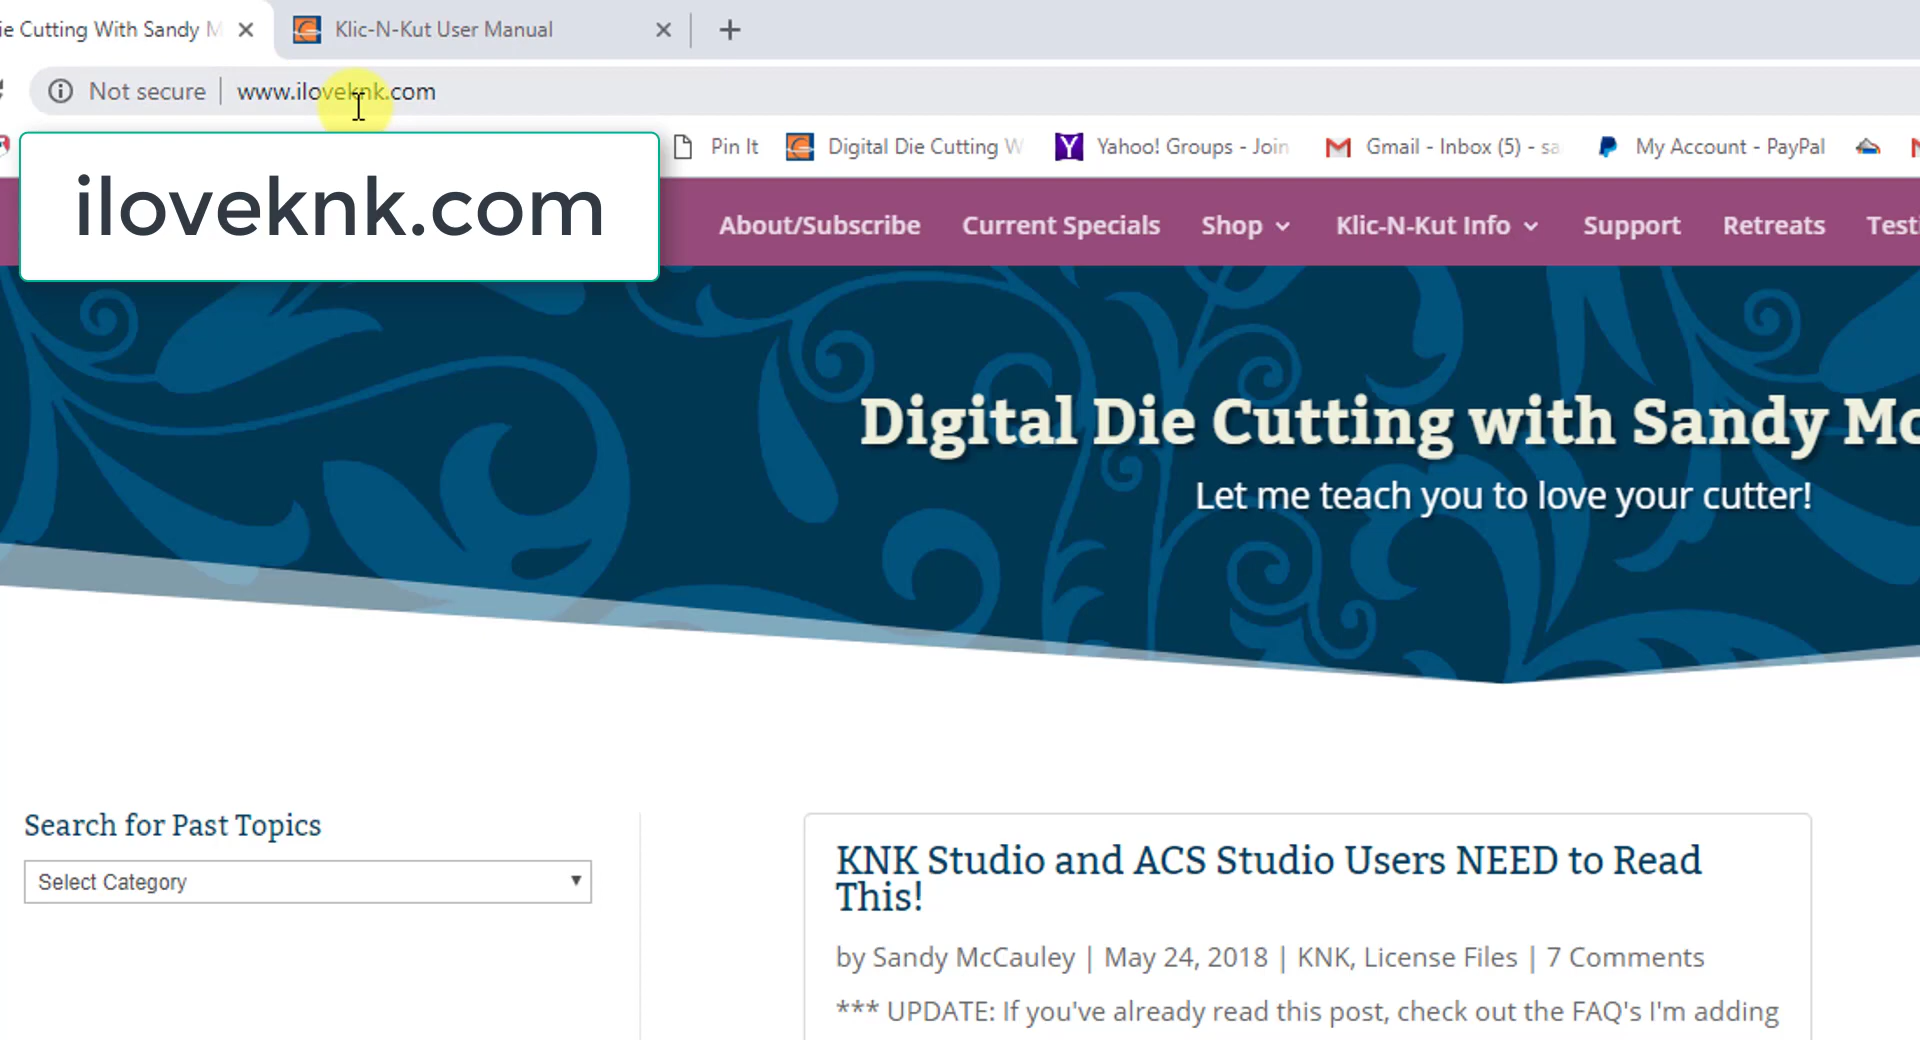 ie Cutting With Sandy M
Klic-N-Kut User Manual
Not secure
www.iloveknk.com
iloveknk.com
Pin It
Digital Die Cutting W
Yahoo! Groups - Join
Gmail - Inbox (5) - sa
My Account - PayPal
About/Subscribe
Current Specials
Shop
Klic-N-Kut Info
Support
Retreats
Testi
Digital Die Cutting with Sandy Mc
Let me teach you to love your cutter!
Search for Past Topics
Select Category
KNK Studio and ACS Studio Users NEED to Read
This!
by Sandy McCauley | May 24, 2018 | KNK, License Files | 7 Comments
*** UPDATE: If you've already read this post, check out the FAQ's I'm adding